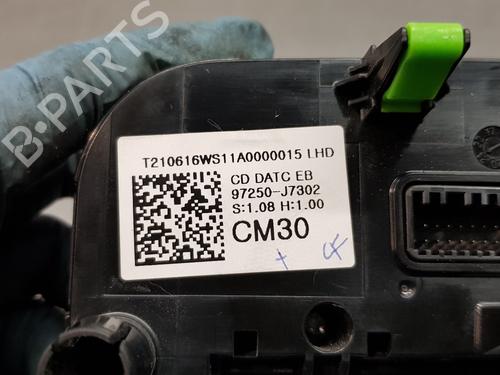 B-PARTS
T210616WS11A0000015 LHD
CD DATC EB
97250-J7302
S:1.08 H:1.00
CM30